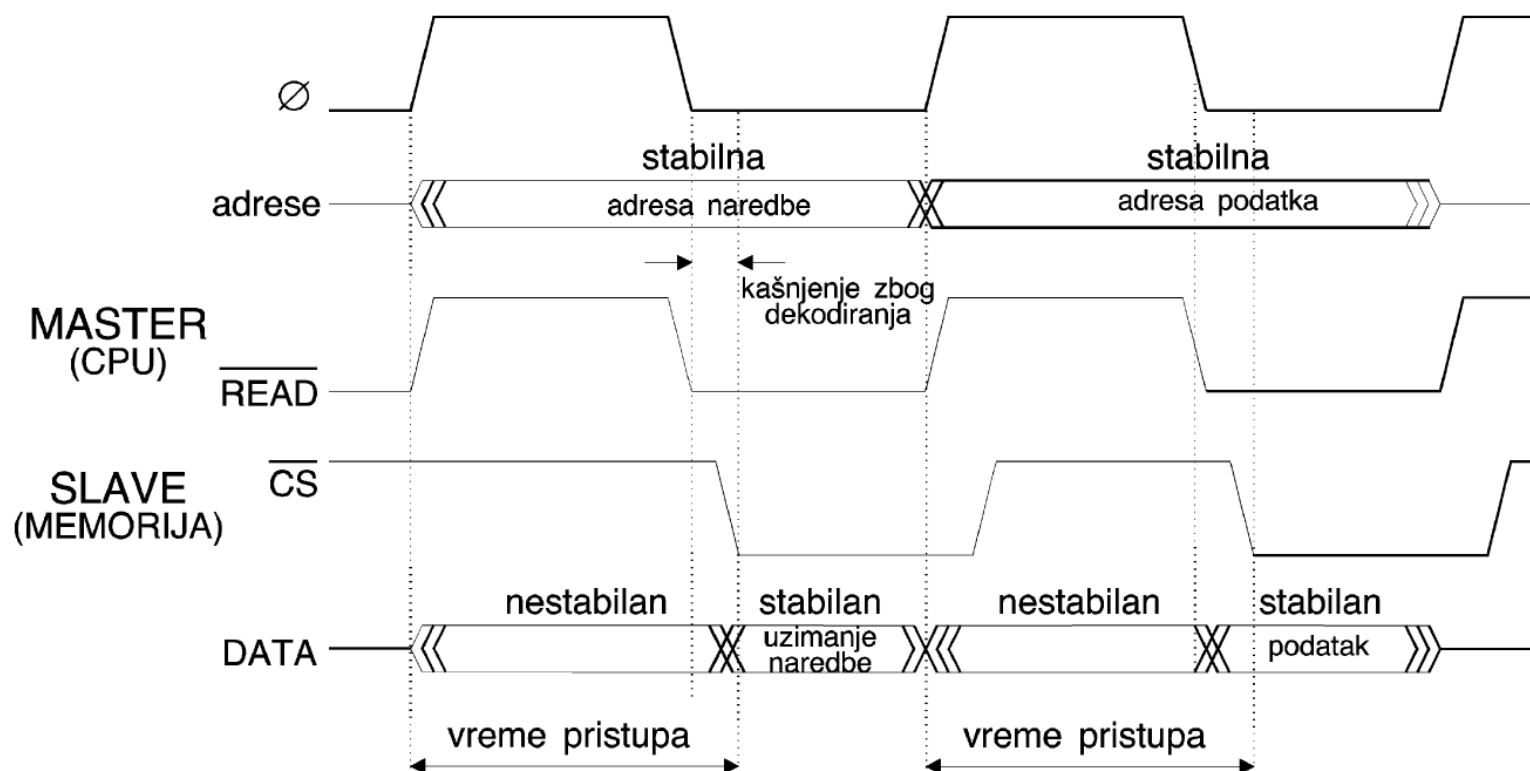 Ø
stabilna
stabilna
adrese
adresa naredbe
adresa podatka
kašnjenje zbog
dekodiranja
MASTER
(CPU)
READ
CS
SLAVE
(MEMORIJA)
nestabilan
stabilan
nestabilan
stabilan
DATA
uzimanje
naredbe
podatak
vreme pristupa
vreme pristupa